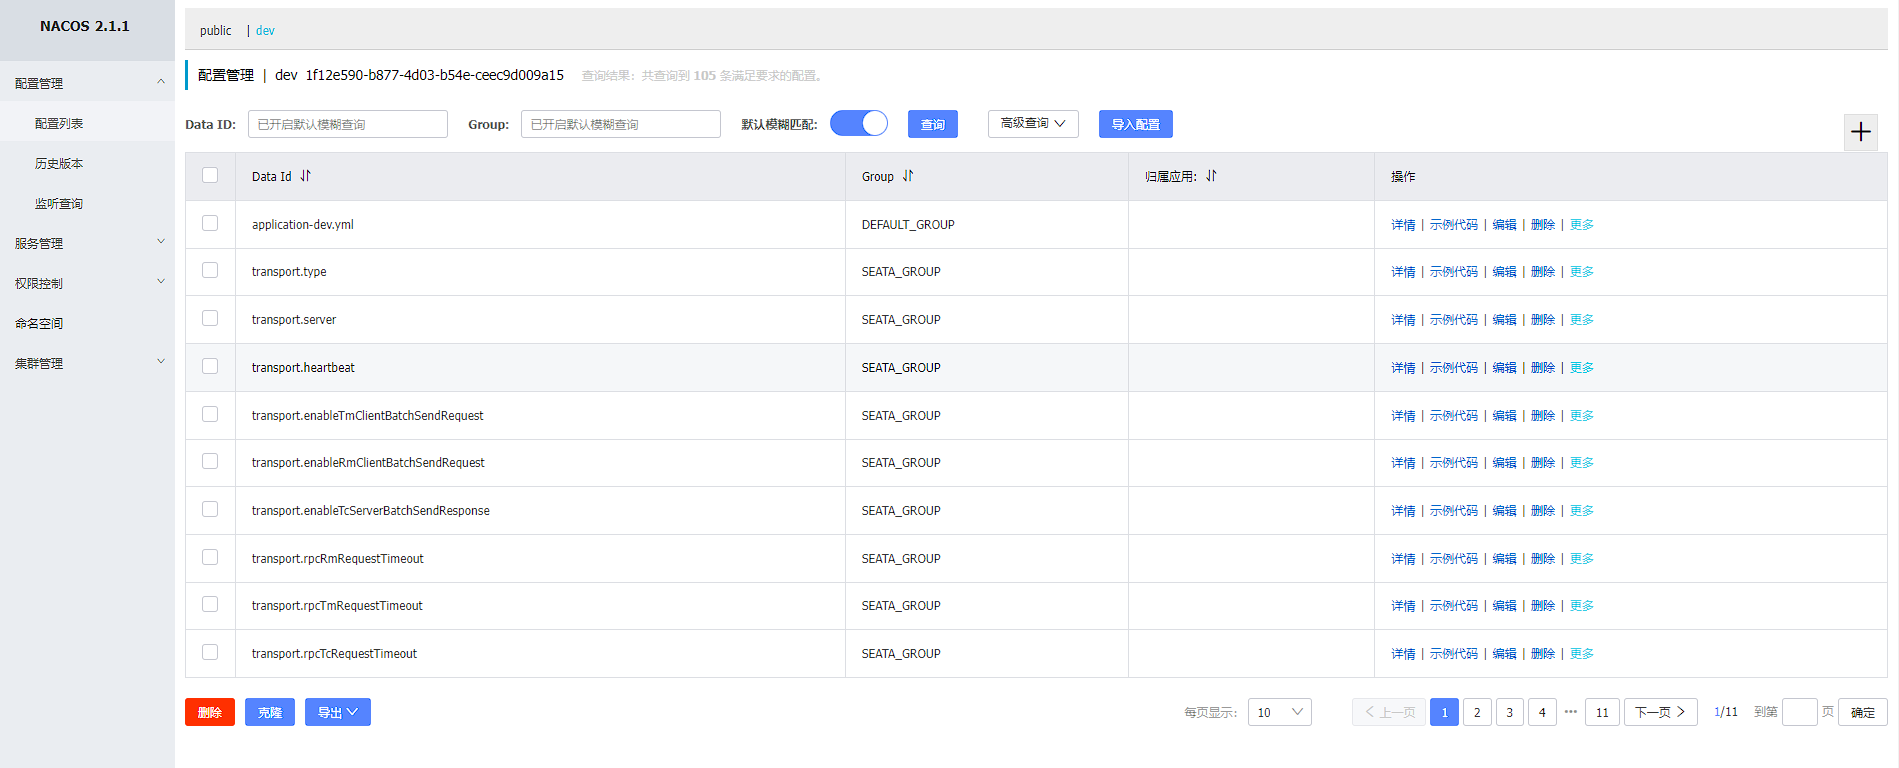 NACOS 2.1.1
配置管理
配置列表
历史版本
监听查询
服务管理
权限控制
命名空间
集群管理
public | dev
配置管理 | dev 1f12e590-b877-4d03-b54e-ceec9d009a15 查询结果：共查询到 105 条满足要求的配置。
Data ID: 已开启默认模糊查询 Group: 已开启默认模糊查询 默认模糊匹配: 查询 高级查询 导入配置
Data Id Group 归属应用: 操作
application-dev.yml DEFAULT_GROUP 详情 | 示例代码 | 编辑 | 删除 | 更多
transport.type SEATA_GROUP 详情 | 示例代码 | 编辑 | 删除 | 更多
transport.server SEATA_GROUP 详情 | 示例代码 | 编辑 | 删除 | 更多
transport.heartbeat SEATA_GROUP 详情 | 示例代码 | 编辑 | 删除 | 更多
transport.enableTmClientBatchSendRequest SEATA_GROUP 详情 | 示例代码 | 编辑 | 删除 | 更多
transport.enableRmClientBatchSendRequest SEATA_GROUP 详情 | 示例代码 | 编辑 | 删除 | 更多
transport.enableTcServerBatchSendResponse SEATA_GROUP 详情 | 示例代码 | 编辑 | 删除 | 更多
transport.rpcRmRequestTimeout SEATA_GROUP 详情 | 示例代码 | 编辑 | 删除 | 更多
transport.rpcTmRequestTimeout SEATA_GROUP 详情 | 示例代码 | 编辑 | 删除 | 更多
transport.rpcTcRequestTimeout SEATA_GROUP 详情 | 示例代码 | 编辑 | 删除 | 更多
删除 克隆 导出 每页显示: 10 上一页 1 2 3 4 ••• 11 下一页 1/11 到第 页 确定